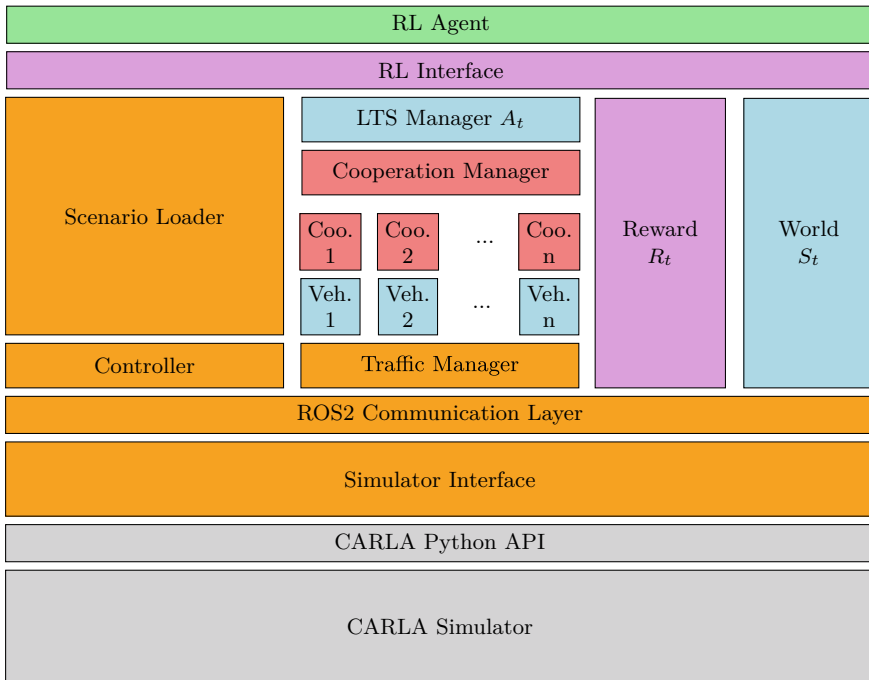 RL Agent
RL Interface
LTS Manager A_t
Cooperation Manager
Scenario Loader
Coo. 1
Coo. 2
...
Coo. n
Veh. 1
Veh. 2
...
Veh. n
Reward
R_t
World
S_t
Controller
Traffic Manager
ROS2 Communication Layer
Simulator Interface
CARLA Python API
CARLA Simulator